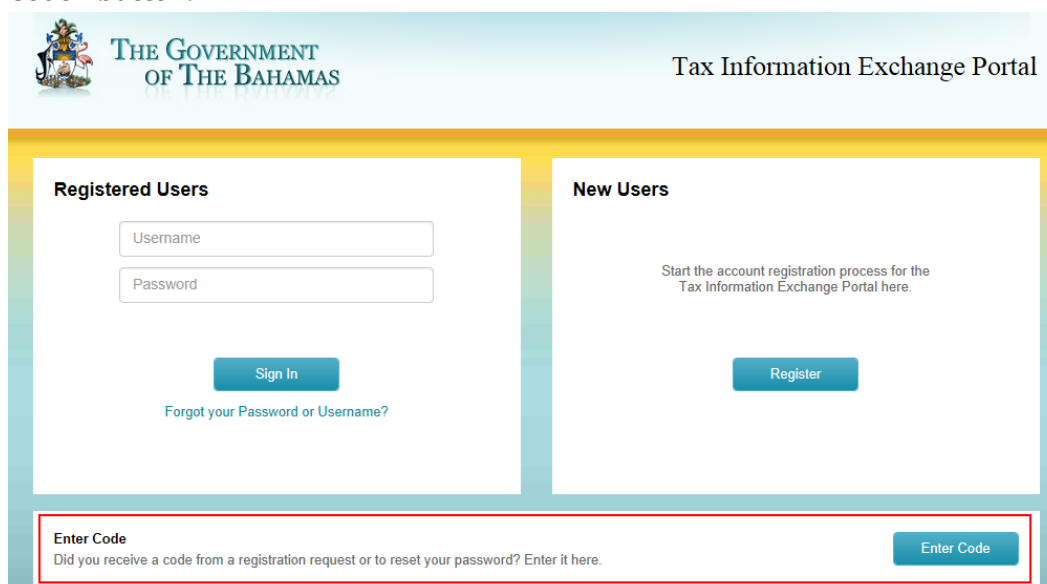 THE GOVERNMENT
OF THE BAHAMAS
Tax Information Exchange Portal
Registered Users
Username
Password
Sign In
Forgot your Password or Username?
New Users
Start the account registration process for the
Tax Information Exchange Portal here.
Register
Enter Code
Did you receive a code from a registration request or to reset your password? Enter it here.
Enter Code